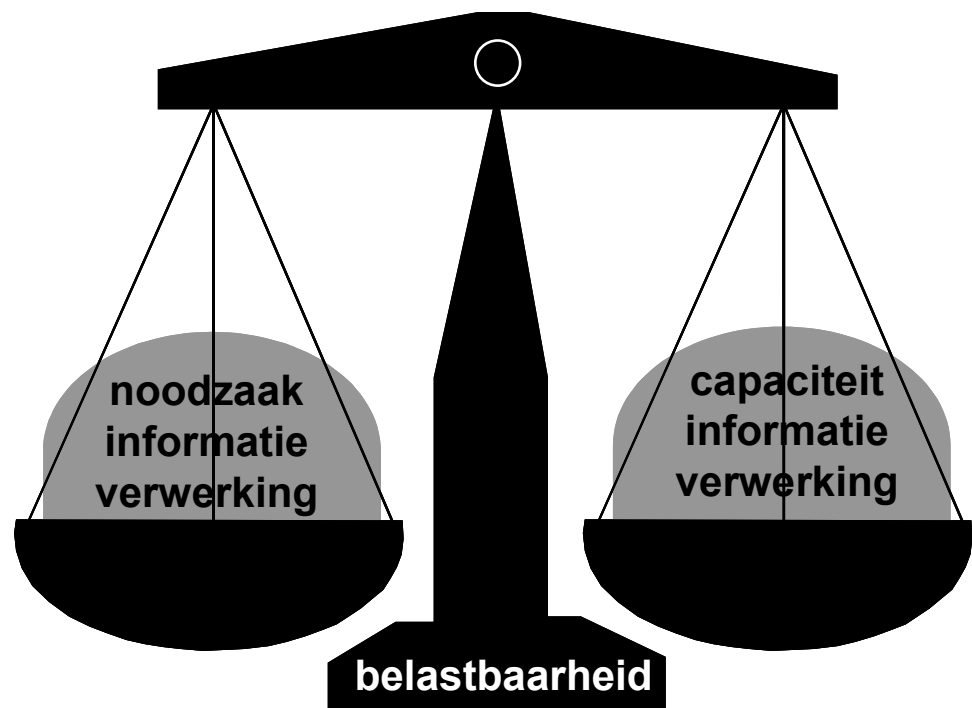 noodzaak
informatie
verwerking
capaciteit
informatie
verwerking
belastbaarheid